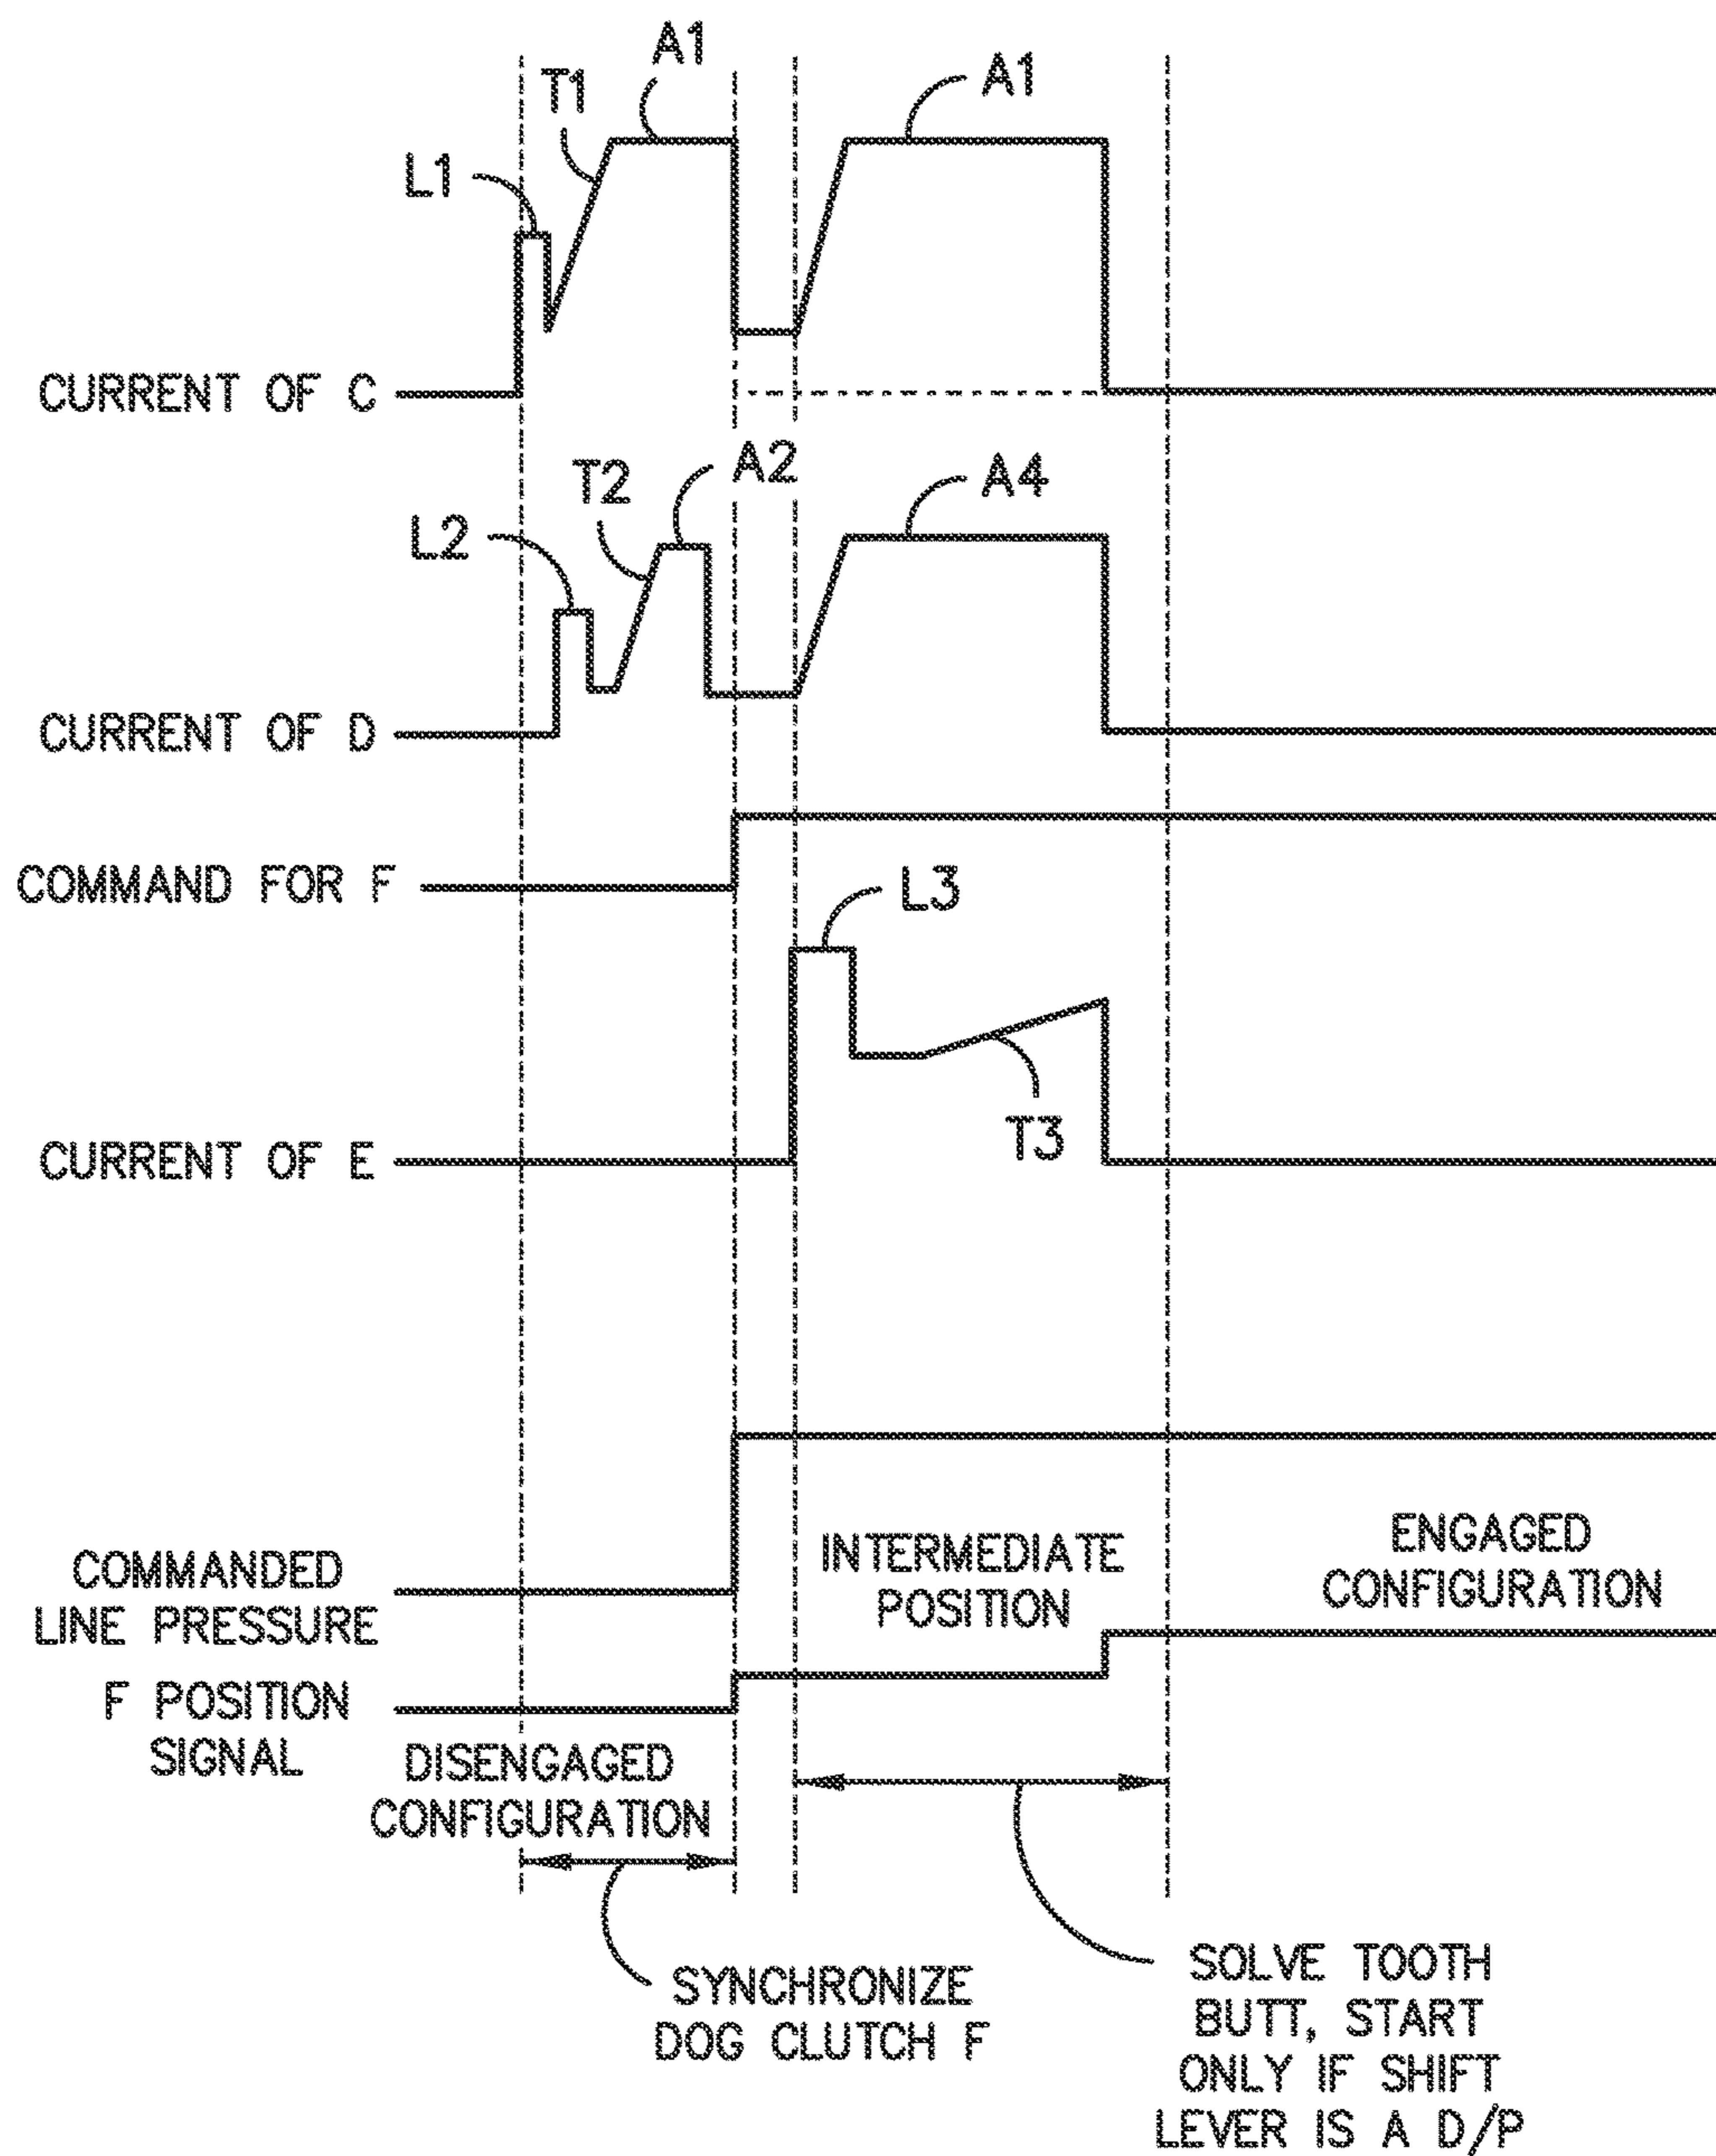 A1
T1
A1
L1
CURRENT OF C
A2
T2
A4
L2
CURRENT OF D
COMMAND FOR F
L3
T3
CURRENT OF E
COMMANDED
LINE PRESSURE
INTERMEDIATE
POSITION
ENGAGED
CONFIGURATION
F POSITION
SIGNAL
DISENGAGED
CONFIGURATION
SYNCHRONIZE
DOG CLUTCH F
SOLVE TOOTH
BUTT, START
ONLY IF SHIFT
LEVER IS A D/P